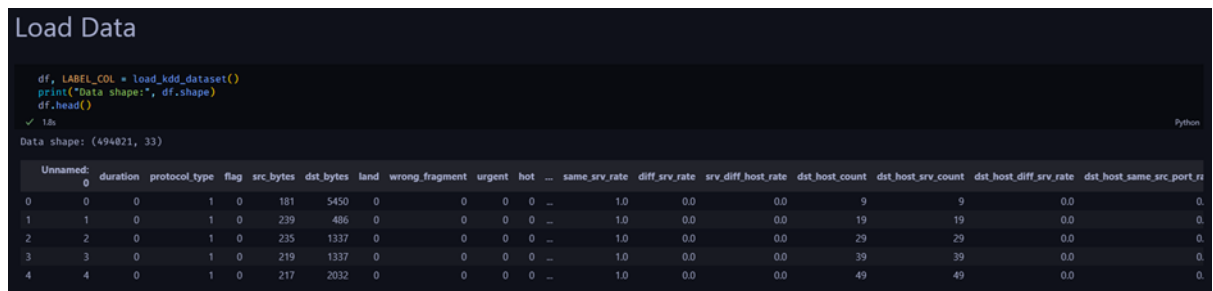 Load Data
df, LABEL_COL = load_kdd_dataset()
print("Data shape:", df.shape)
df.head()
✓ 1.8s Python
Data shape: (494021, 33)
Unnamed: 0 duration protocol_type flag src_bytes dst_bytes land wrong_fragment urgent hot ... same_srv_rate diff_srv_rate srv_diff_host_rate dst_host_count dst_host_srv_count dst_host_diff_srv_rate dst_host_same_src_port_ra
0 0 0 1 0 181 5450 0 0 0 0 ... 1.0 0.0 0.0 9 9 0.0 0.
1 1 0 1 0 239 486 0 0 0 0 ... 1.0 0.0 0.0 19 19 0.0 0.
2 2 0 1 0 235 1337 0 0 0 0 ... 1.0 0.0 0.0 29 29 0.0 0.
3 3 0 1 0 219 1337 0 0 0 0 ... 1.0 0.0 0.0 39 39 0.0 0.
4 4 0 1 0 217 2032 0 0 0 0 ... 1.0 0.0 0.0 49 49 0.0 0.